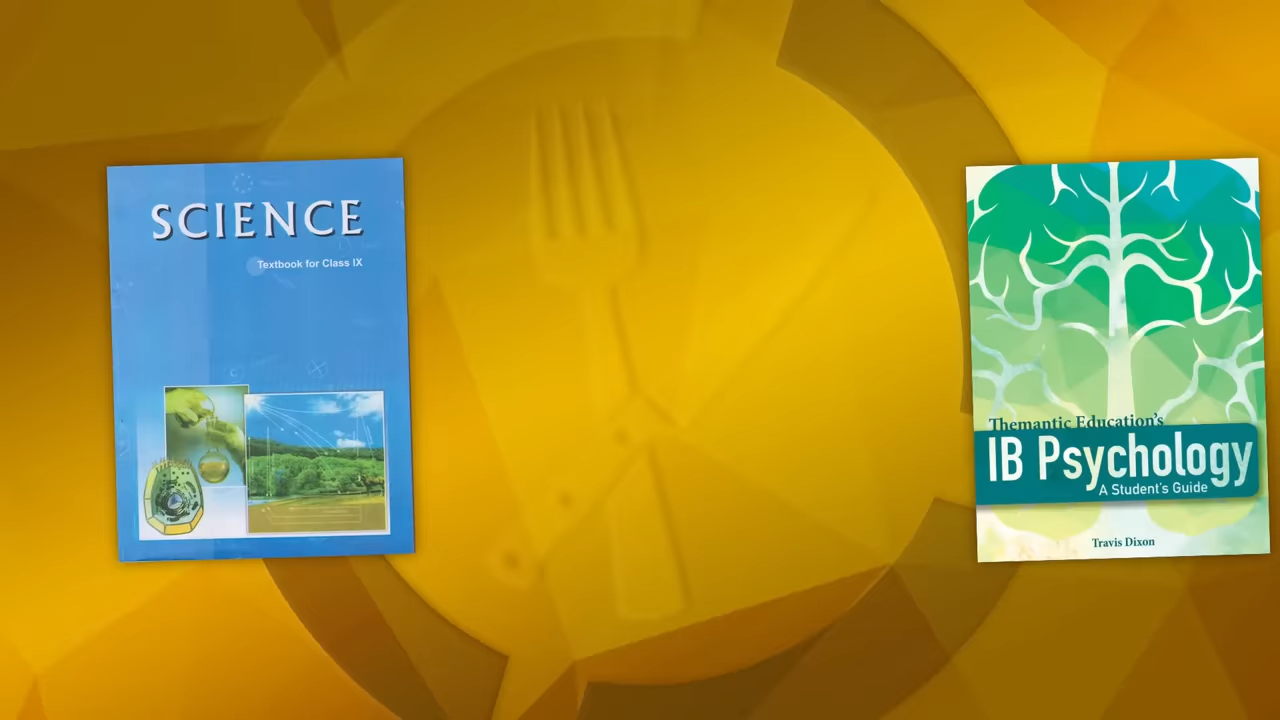 SCIENCE
Textbook for Class IX
Themantic Education's
IB Psychology
A Student's Guide
Travis Dixon